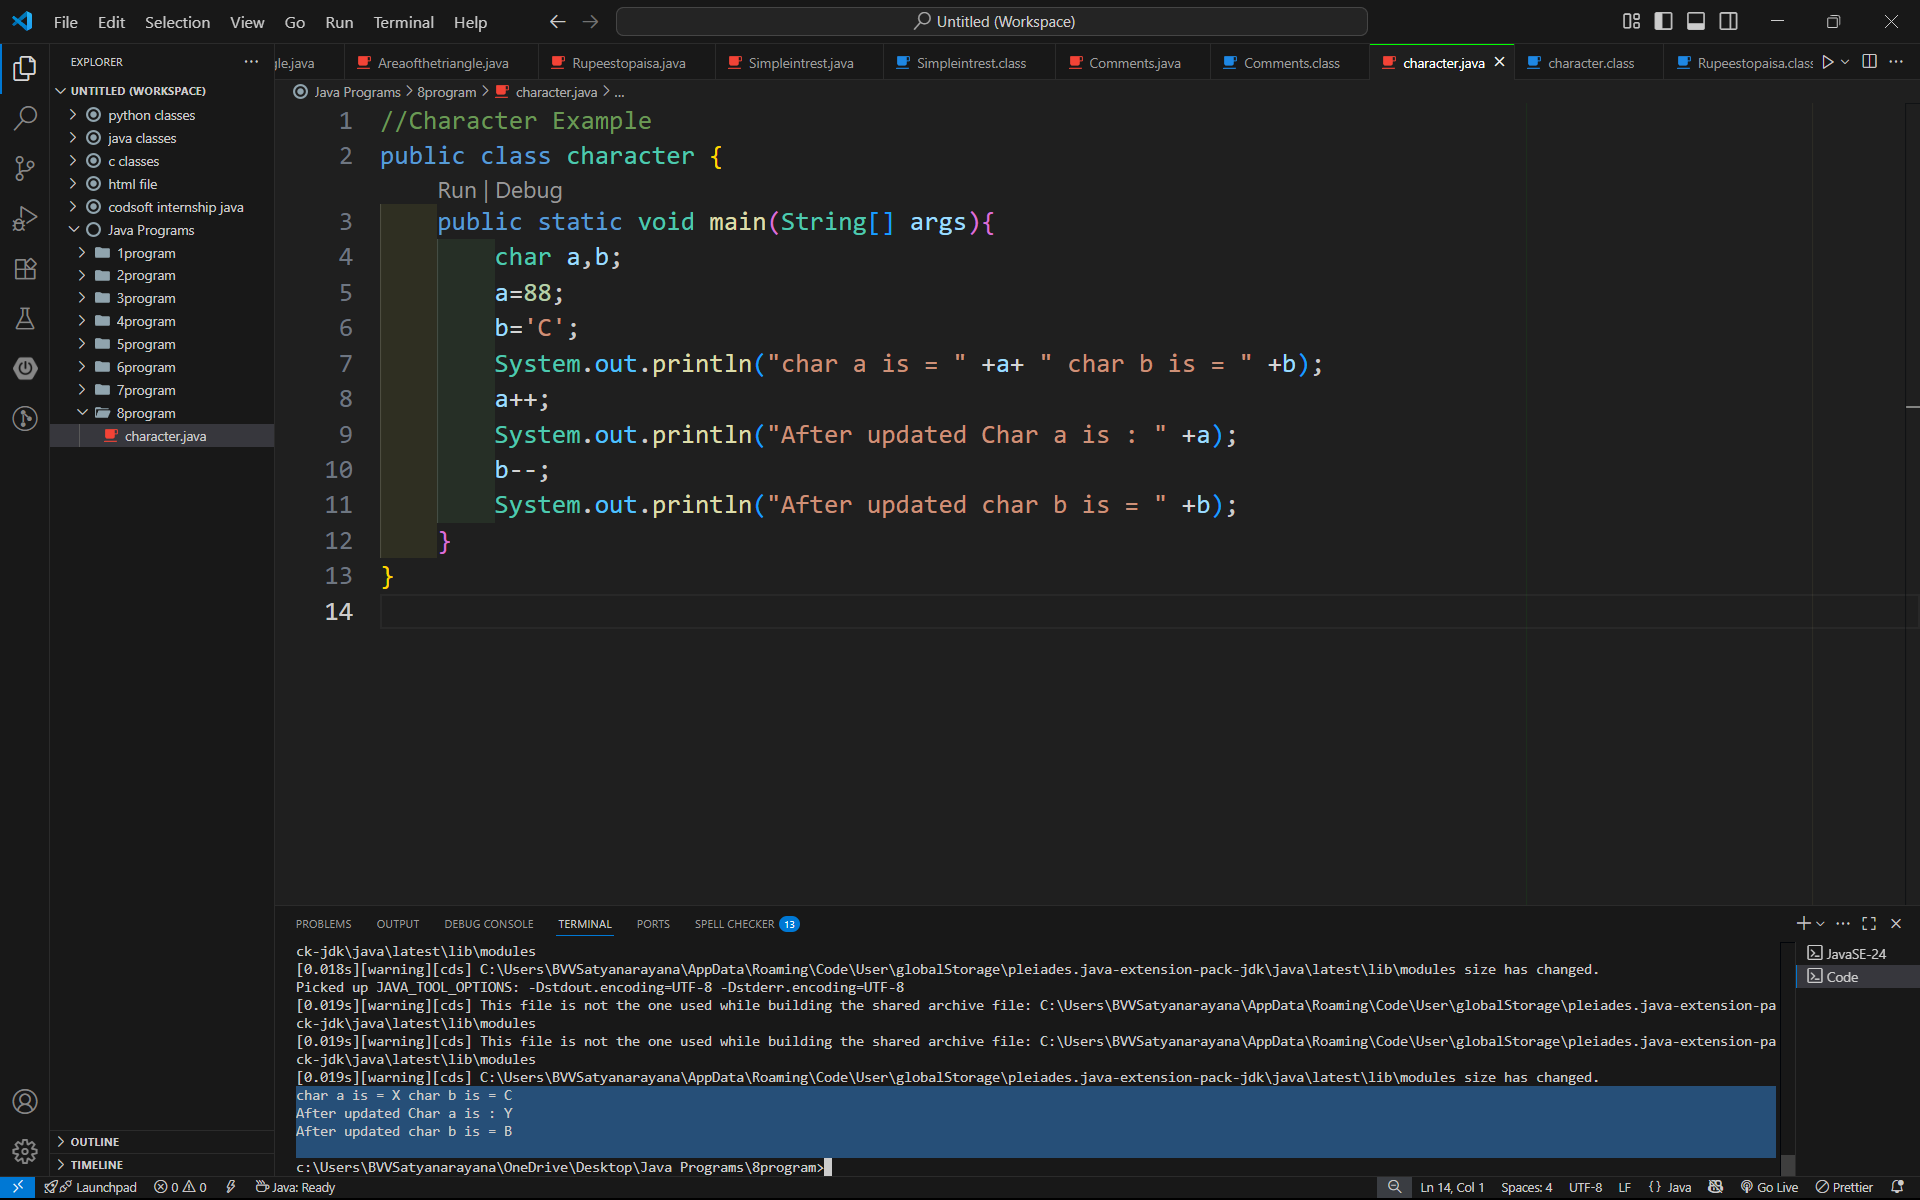 File Edit Selection View Go Run Terminal Help
Untitled (Workspace)
EXPLORER
gle.java Areaofthetriangle.java Rupeestopaisa.java Simpleintrest.java Simpleintrest.class Comments.java Comments.class character.java character.class Rupeestopaisa.class
UNTITLED (WORKSPACE)
python classes
java classes
c classes
html file
codsoft internship java
Java Programs
1program
2program
3program
4program
5program
6program
7program
8program
character.java
OUTLINE
TIMELINE
Java Programs > 8program > character.java > ...
1 //Character Example
2 public class character {
Run | Debug
3 public static void main(String[] args){
4 char a,b;
5 a=88;
6 b='C';
7 System.out.println("char a is = " +a+ " char b is = " +b);
8 a++;
9 System.out.println("After updated Char a is : " +a);
10 b--;
11 System.out.println("After updated char b is = " +b);
12 }
13 }
14
PROBLEMS OUTPUT DEBUG CONSOLE TERMINAL PORTS SPELL CHECKER 13
ck-jdk\java\latest\lib\modules
[0.018s][warning][cds] C:\Users\BVVSatyanarayana\AppData\Roaming\Code\User\globalStorage\pleiades.java-extension-pack-jdk\java\latest\lib\modules size has changed.
Picked up JAVA_TOOL_OPTIONS: -Dstdout.encoding=UTF-8 -Dstderr.encoding=UTF-8
[0.019s][warning][cds] This file is not the one used while building the shared archive file: C:\Users\BVVSatyanarayana\AppData\Roaming\Code\User\globalStorage\pleiades.java-extension-pa
ck-jdk\java\latest\lib\modules
[0.019s][warning][cds] This file is not the one used while building the shared archive file: C:\Users\BVVSatyanarayana\AppData\Roaming\Code\User\globalStorage\pleiades.java-extension-pa
ck-jdk\java\latest\lib\modules
[0.019s][warning][cds] C:\Users\BVVSatyanarayana\AppData\Roaming\Code\User\globalStorage\pleiades.java-extension-pack-jdk\java\latest\lib\modules size has changed.
char a is = X char b is = C
After updated Char a is : Y
After updated char b is = B
c:\Users\BVVSatyanarayana\OneDrive\Desktop\Java Programs\8program>
JavaSE-24
Code
Launchpad 0 0 Java: Ready Ln 14, Col 1 Spaces: 4 UTF-8 LF {} Java Go Live Prettier